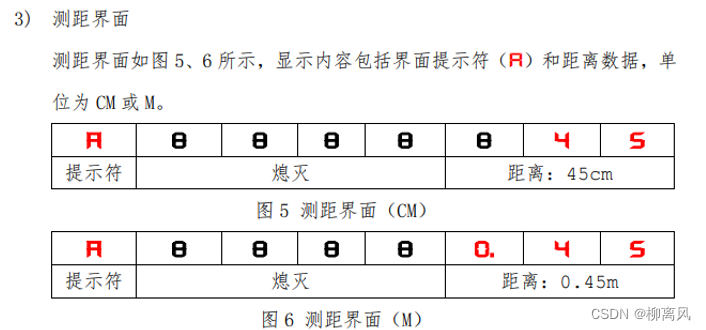 3) 测距界面
测距界面如图 5、6 所示，显示内容包括界面提示符（A）和距离数据，单
位为 CM 或 M。
A 8 8 8 8 8 4 5
提示符 熄灭 距离：45cm
图 5 测距界面（CM）
A 8 8 8 8 0. 4 5
提示符 熄灭 距离：0.45m
图 6 测距界面（M）
CSDN @柳离风